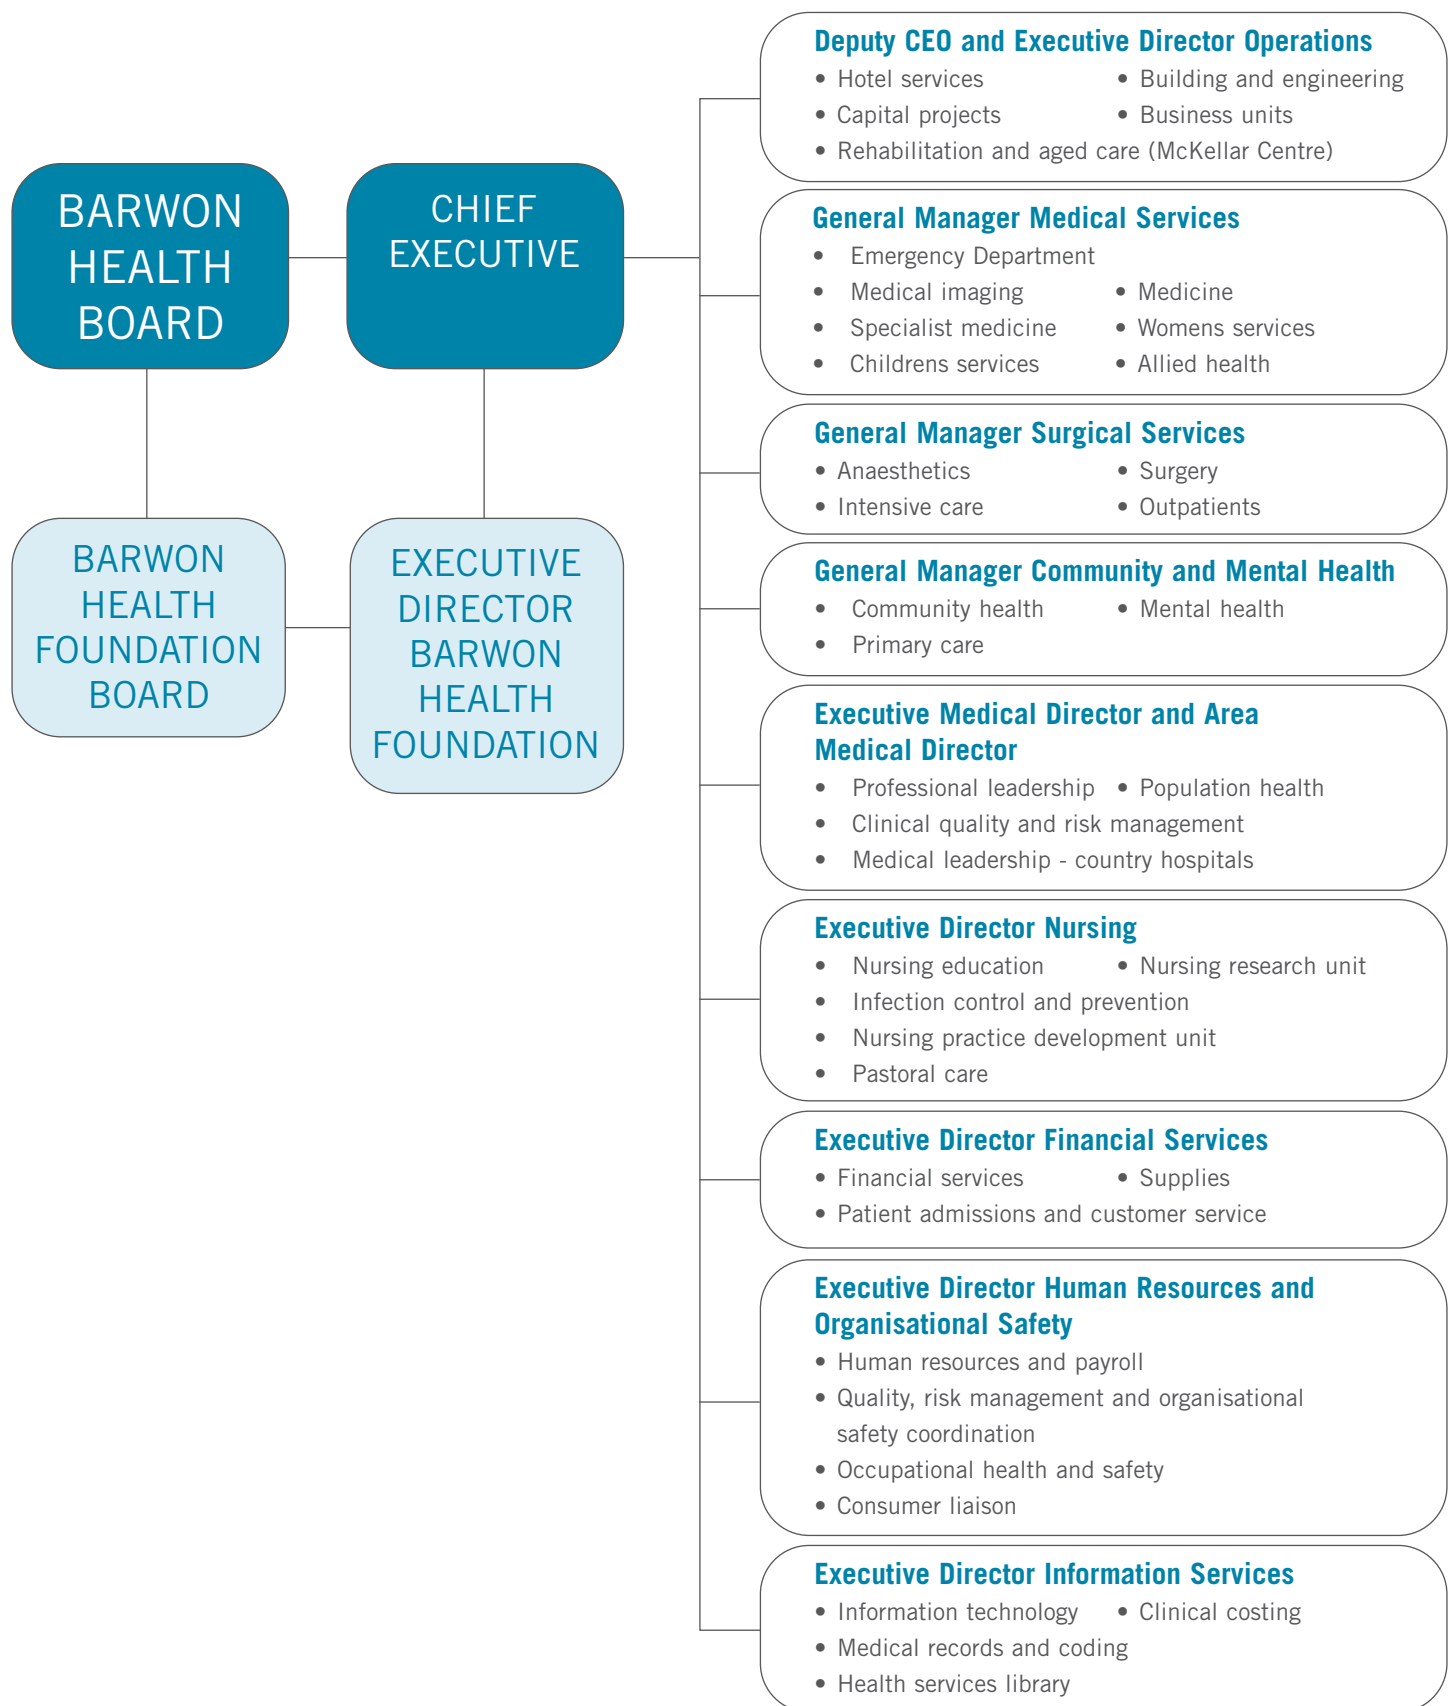 BARWON
HEALTH
BOARD
CHIEF
EXECUTIVE
BARWON
HEALTH
FOUNDATION
BOARD
EXECUTIVE
DIRECTOR
BARWON
HEALTH
FOUNDATION
Deputy CEO and Executive Director Operations
• Hotel services • Building and engineering
• Capital projects • Business units
• Rehabilitation and aged care (McKellar Centre)
General Manager Medical Services
• Emergency Department
• Medical imaging • Medicine
• Specialist medicine • Womens services
• Childrens services • Allied health
General Manager Surgical Services
• Anaesthetics • Surgery
• Intensive care • Outpatients
General Manager Community and Mental Health
• Community health • Mental health
• Primary care
Executive Medical Director and Area
Medical Director
• Professional leadership • Population health
• Clinical quality and risk management
• Medical leadership - country hospitals
Executive Director Nursing
• Nursing education • Nursing research unit
• Infection control and prevention
• Nursing practice development unit
• Pastoral care
Executive Director Financial Services
• Financial services • Supplies
• Patient admissions and customer service
Executive Director Human Resources and
Organisational Safety
• Human resources and payroll
• Quality, risk management and organisational
safety coordination
• Occupational health and safety
• Consumer liaison
Executive Director Information Services
• Information technology • Clinical costing
• Medical records and coding
• Health services library